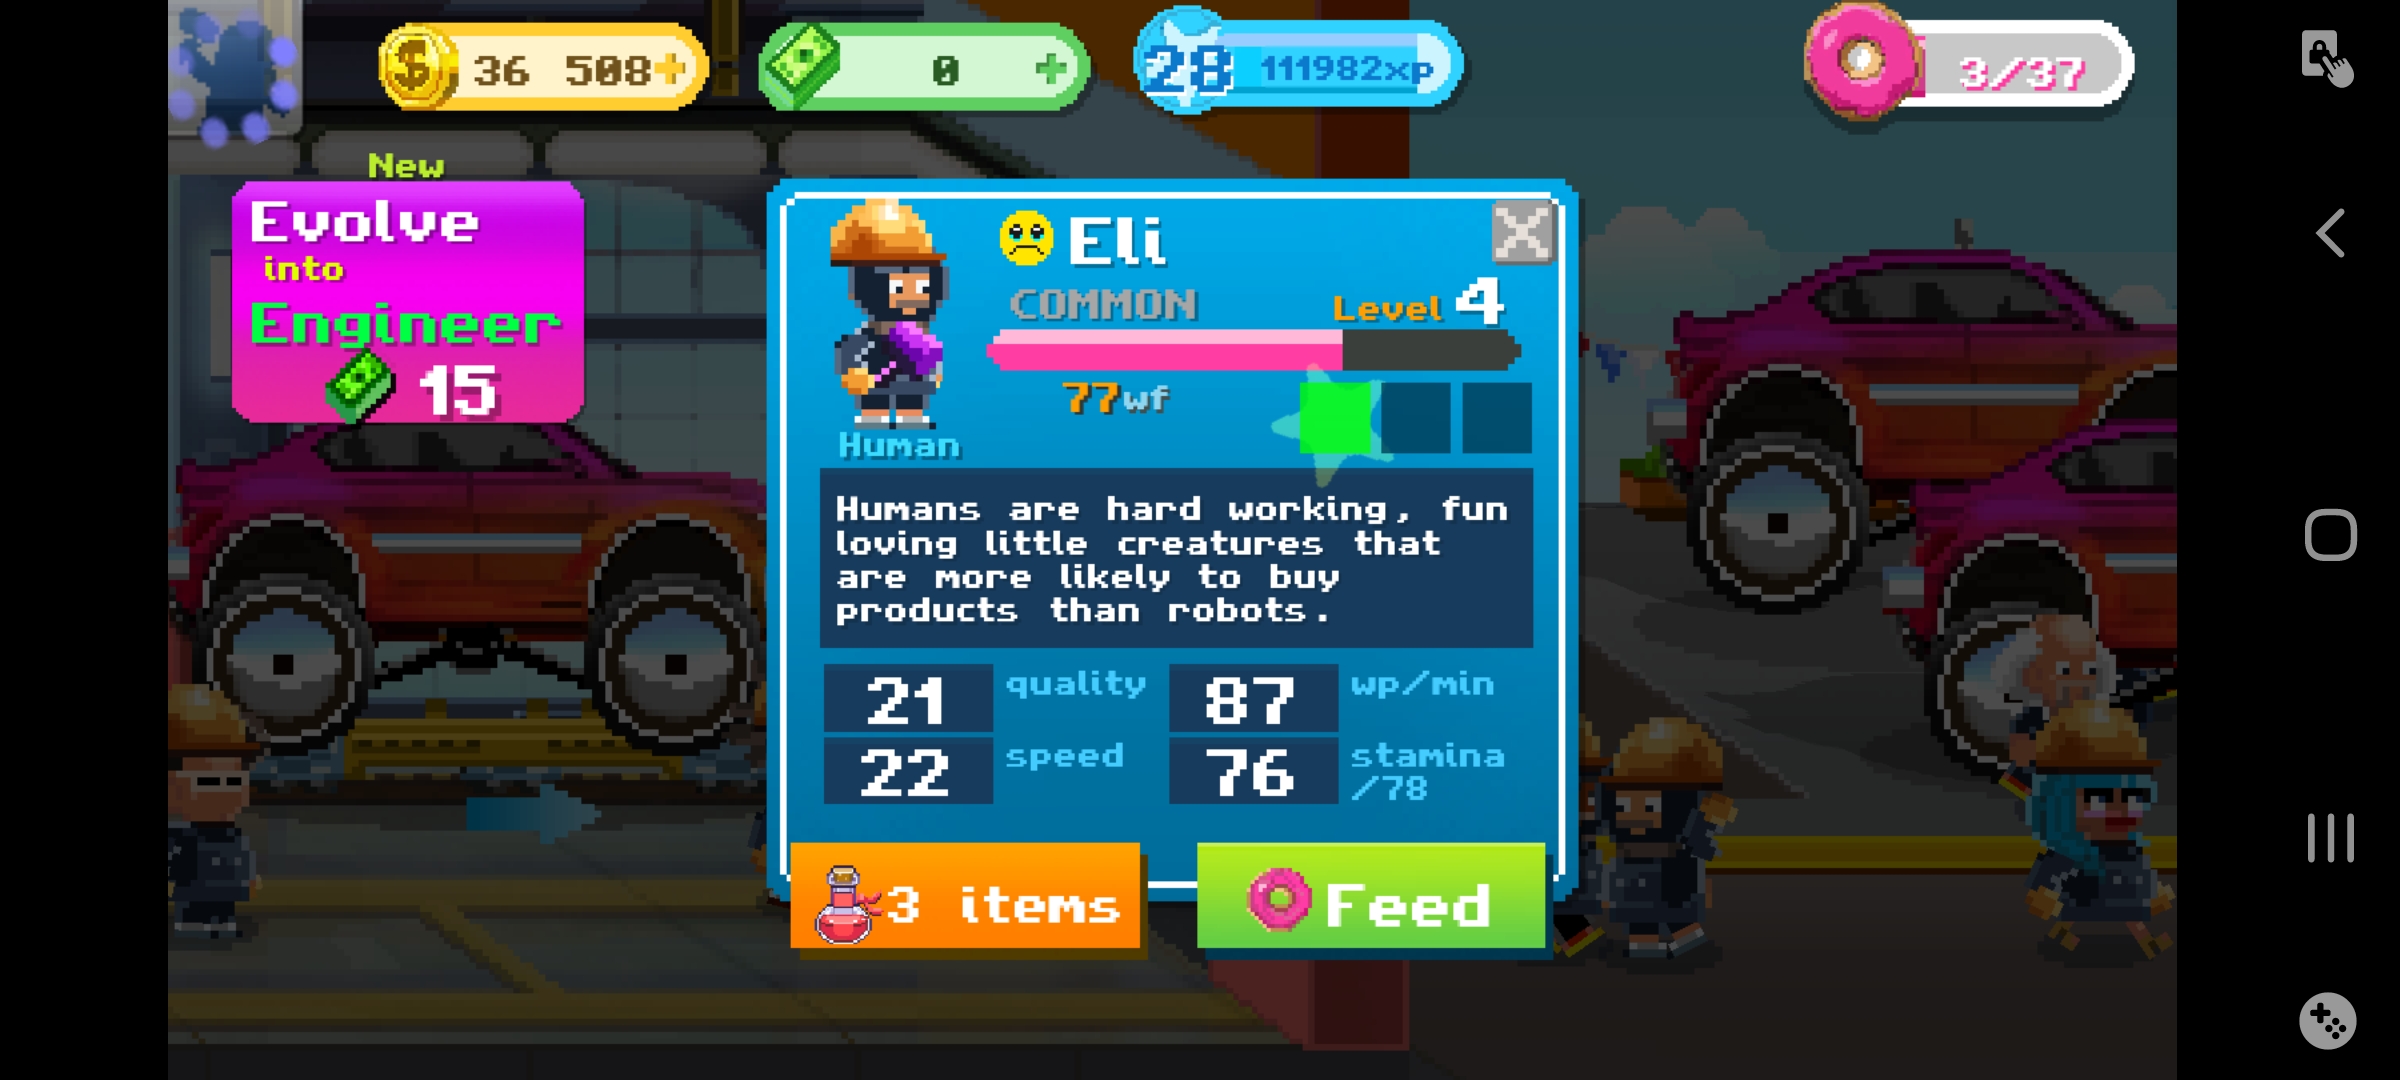 36 508
0
28 111982xp
3/37
New
Evolve
into
Engineer
15
Eli
COMMON
Level 4
77wf
Human
Humans are hard working, fun
loving little creatures that
are more likely to buy
products than robots.
21 quality
87 wp/min
22 speed
76 stamina
/78
3 items
Feed